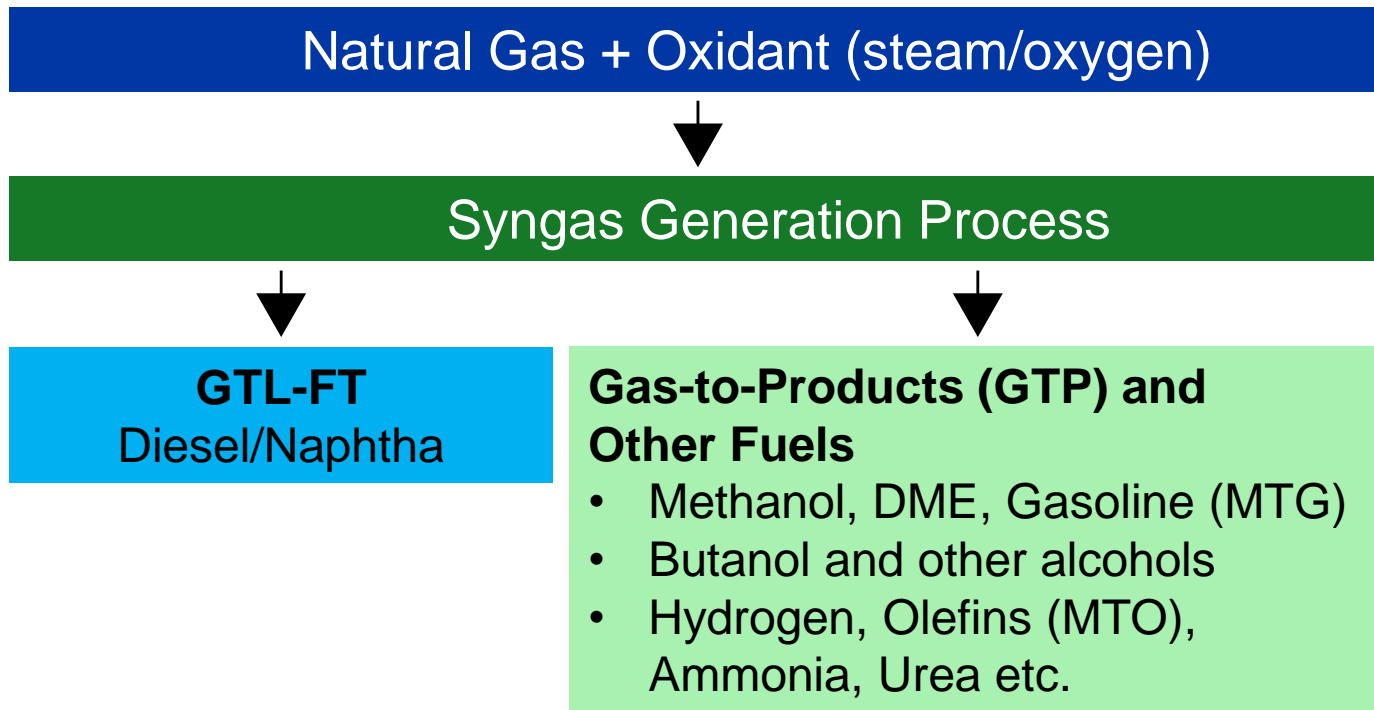 Natural Gas + Oxidant (steam/oxygen)
Syngas Generation Process
GTL-FT
Diesel/Naphtha
Gas-to-Products (GTP) and
Other Fuels
• Methanol, DME, Gasoline (MTG)
• Butanol and other alcohols
• Hydrogen, Olefins (MTO),
Ammonia, Urea etc.